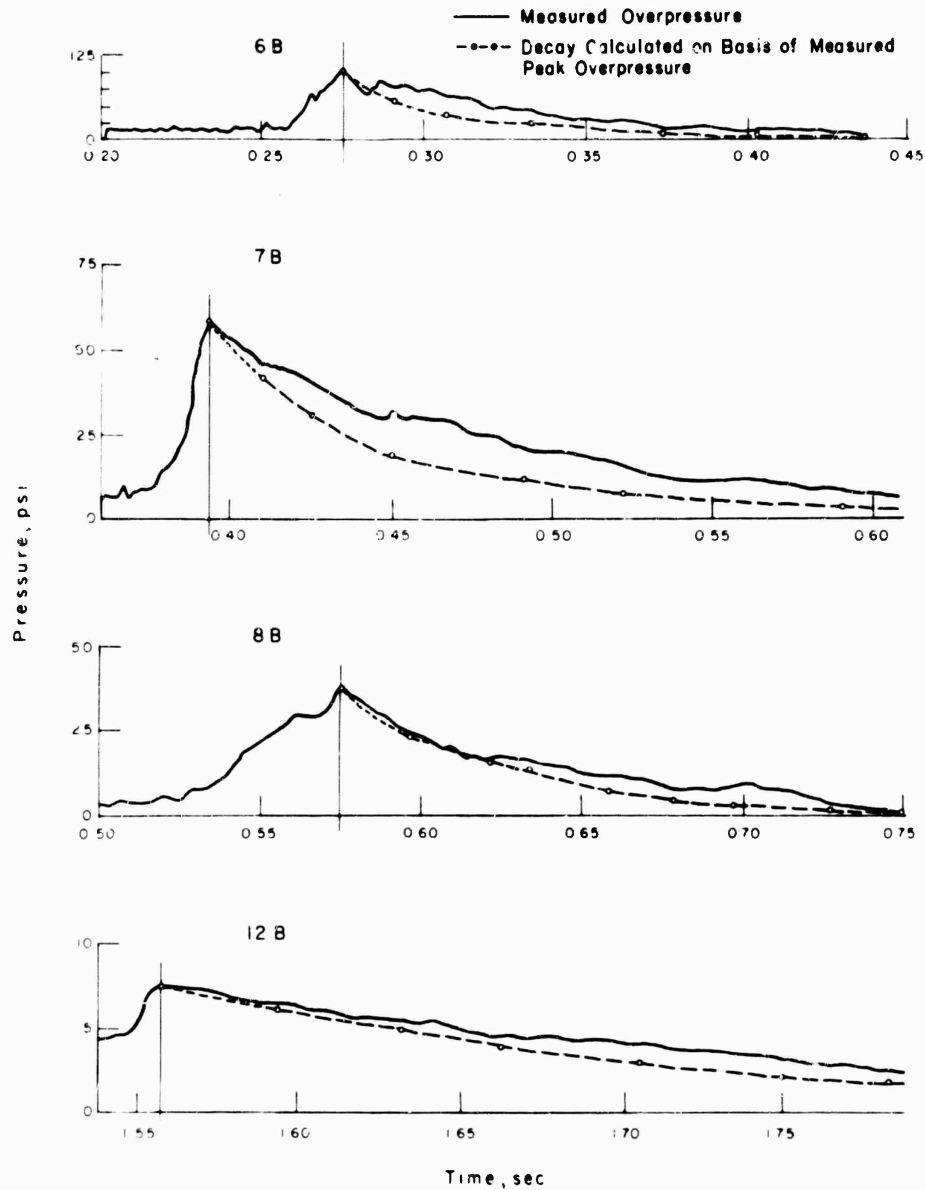 Measured Overpressure
Decay Calculated on Basis of Measured
Peak Overpressure
6 B
125
0
0.20 0.25 0.30 0.35 0.40 0.45
7 B
75
50
25
0
0.40 0.45 0.50 0.55 0.60
8 B
50
25
0
0.50 0.55 0.60 0.65 0.70 0.75
12 B
10
5
0
1.55 1.60 1.65 1.70 1.75
Pressure, psi
Time, sec